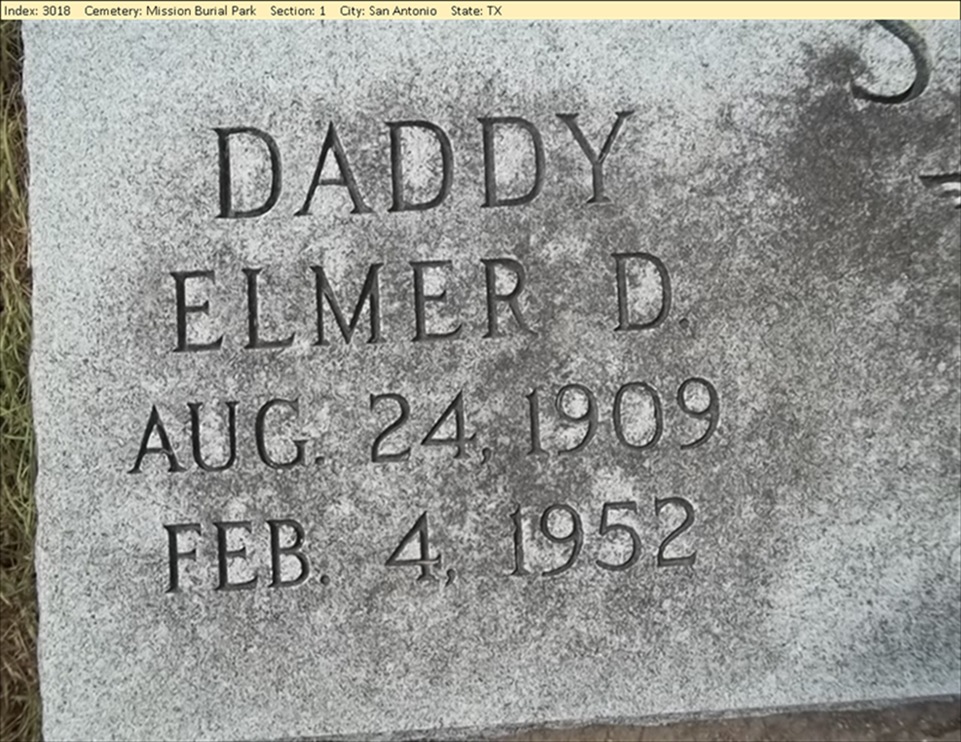 Index: 3018 Cemetery: Mission Burial Park Section: 1 City: San Antonio State: TX
DADDY
ELMER D.
AUG. 24, 1909
FEB. 4, 1952